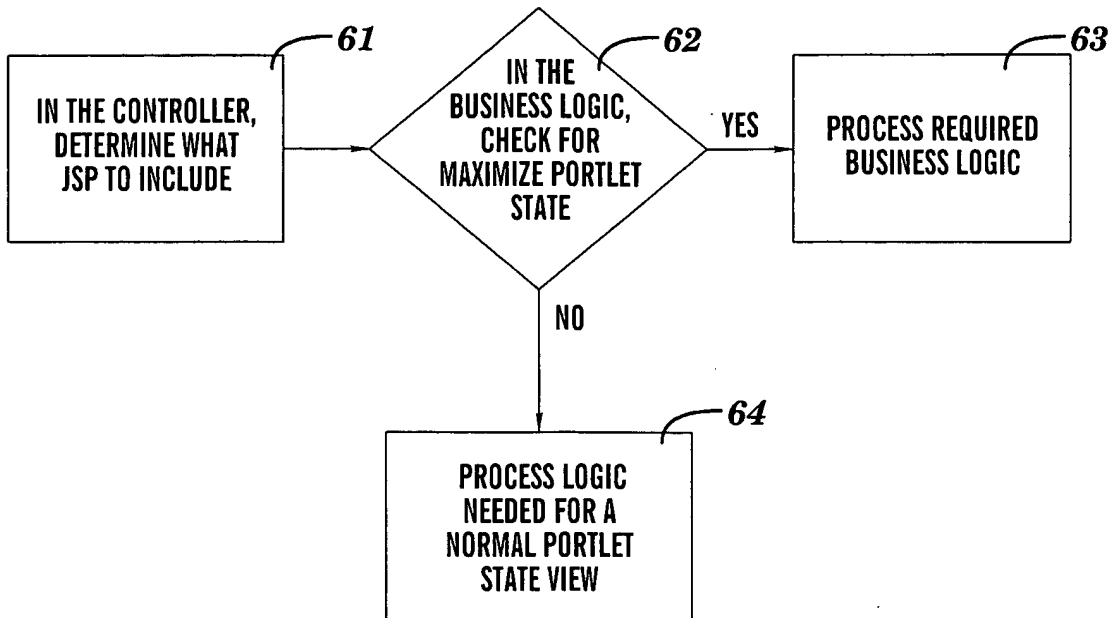 61
IN THE CONTROLLER,
DETERMINE WHAT
JSP TO INCLUDE
62
IN THE
BUSINESS LOGIC,
CHECK FOR
MAXIMIZE PORTLET
STATE
YES
63
PROCESS REQUIRED
BUSINESS LOGIC
NO
64
PROCESS LOGIC
NEEDED FOR A
NORMAL PORTLET
STATE VIEW